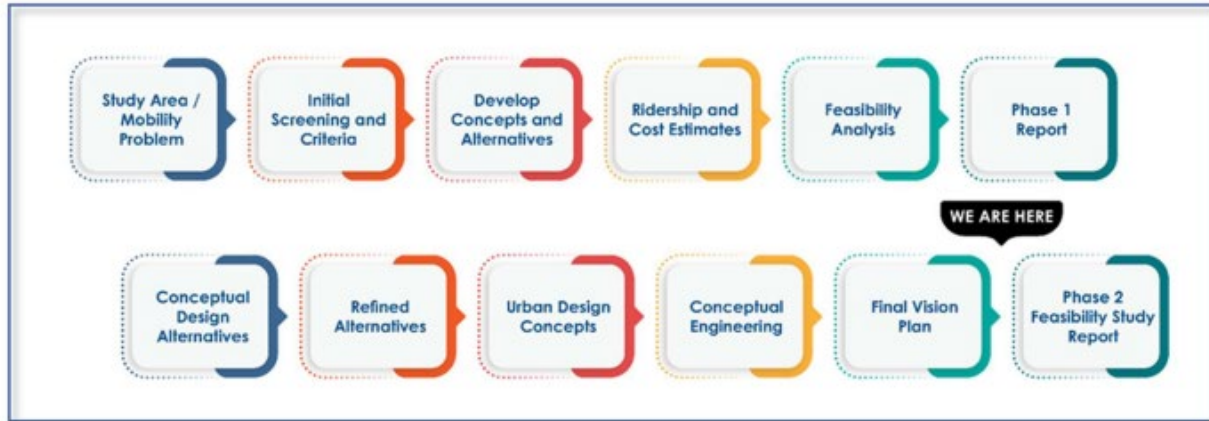 Study Area /
Mobility
Problem
Initial
Screening and
Criteria
Develop
Concepts and
Alternatives
Ridership and
Cost Estimates
Feasibility
Analysis
Phase 1
Report
WE ARE HERE
Conceptual
Design
Alternatives
Refined
Alternatives
Urban Design
Concepts
Conceptual
Engineering
Final Vision
Plan
Phase 2
Feasibility Study
Report